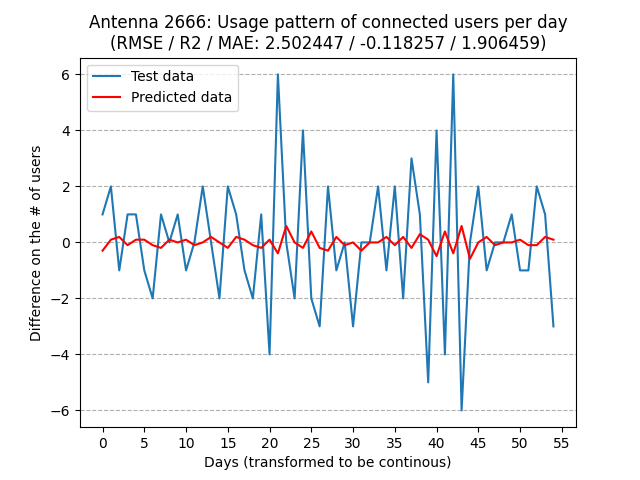 Antenna 2666: Usage pattern of connected users per day
(RMSE / R2 / MAE: 2.502447 / -0.118257 / 1.906459)
Test data
Predicted data
6
4
2
0
−2
−4
−6
Difference on the # of users
0 5 10 15 20 25 30 35 40 45 50 55
Days (transformed to be continous)